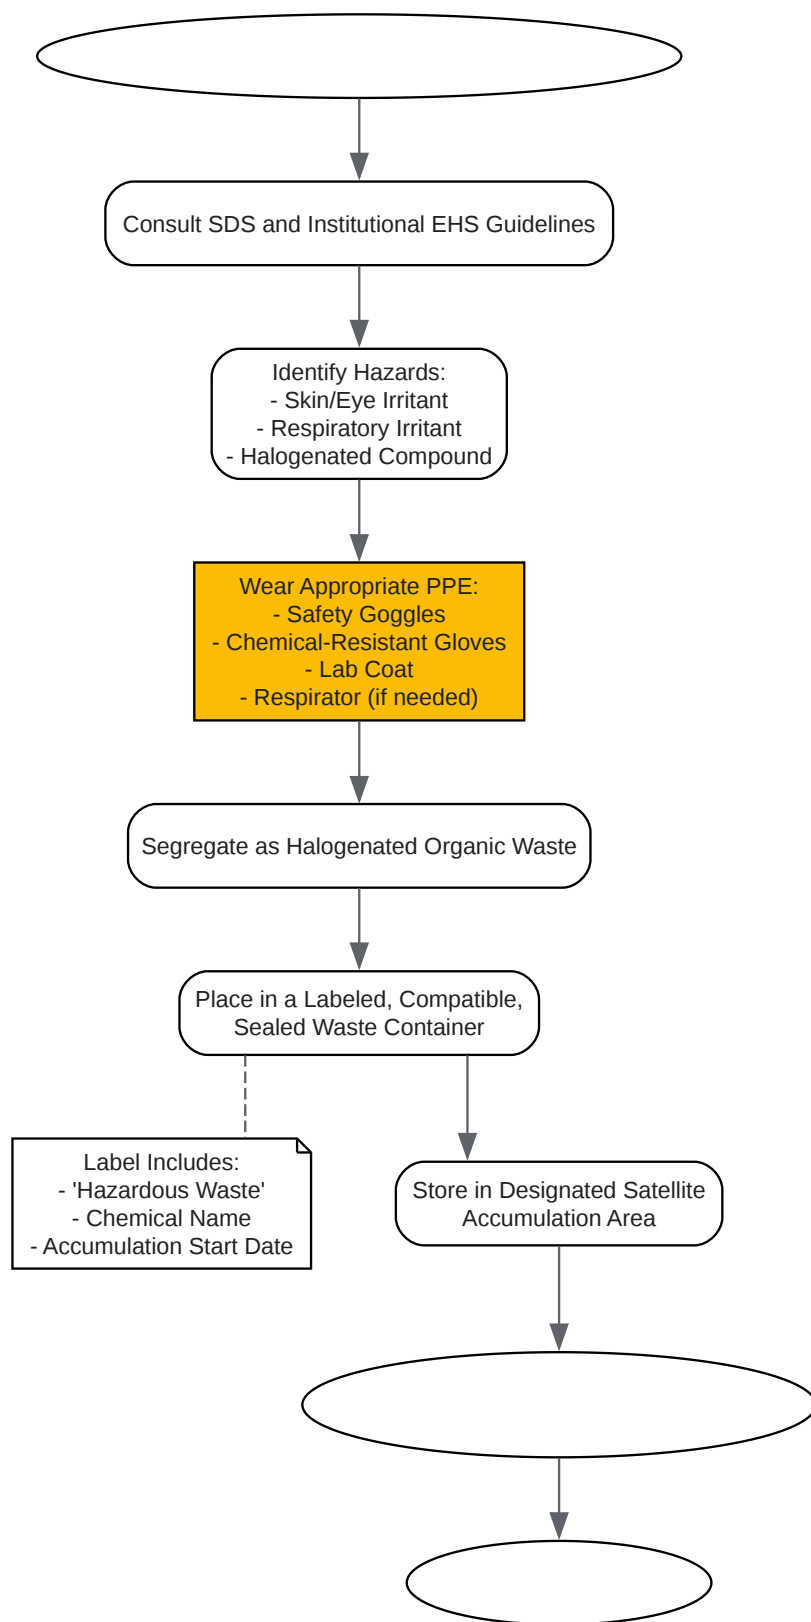 Consult SDS and Institutional EHS Guidelines
Identify Hazards:
- Skin/Eye Irritant
- Respiratory Irritant
- Halogenated Compound
Wear Appropriate PPE:
- Safety Goggles
- Chemical-Resistant Gloves
- Lab Coat
- Respirator (if needed)
Segregate as Halogenated Organic Waste
Place in a Labeled, Compatible,
Sealed Waste Container
Label Includes:
- 'Hazardous Waste'
- Chemical Name
- Accumulation Start Date
Store in Designated Satellite
Accumulation Area